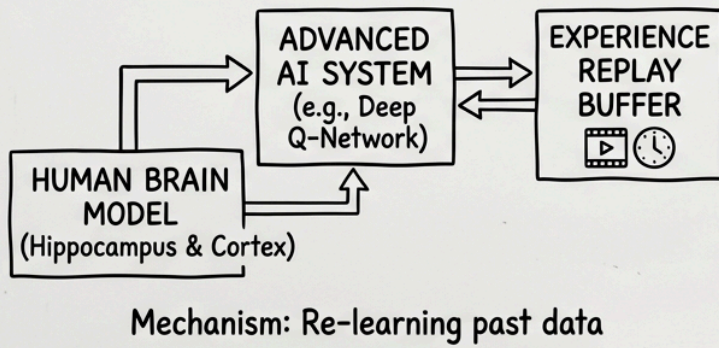 HUMAN BRAIN
MODEL
(Hippocampus & Cortex)
ADVANCED
AI SYSTEM
(e.g., Deep
Q-Network)
EXPERIENCE
REPLAY
BUFFER
Mechanism: Re-learning past data